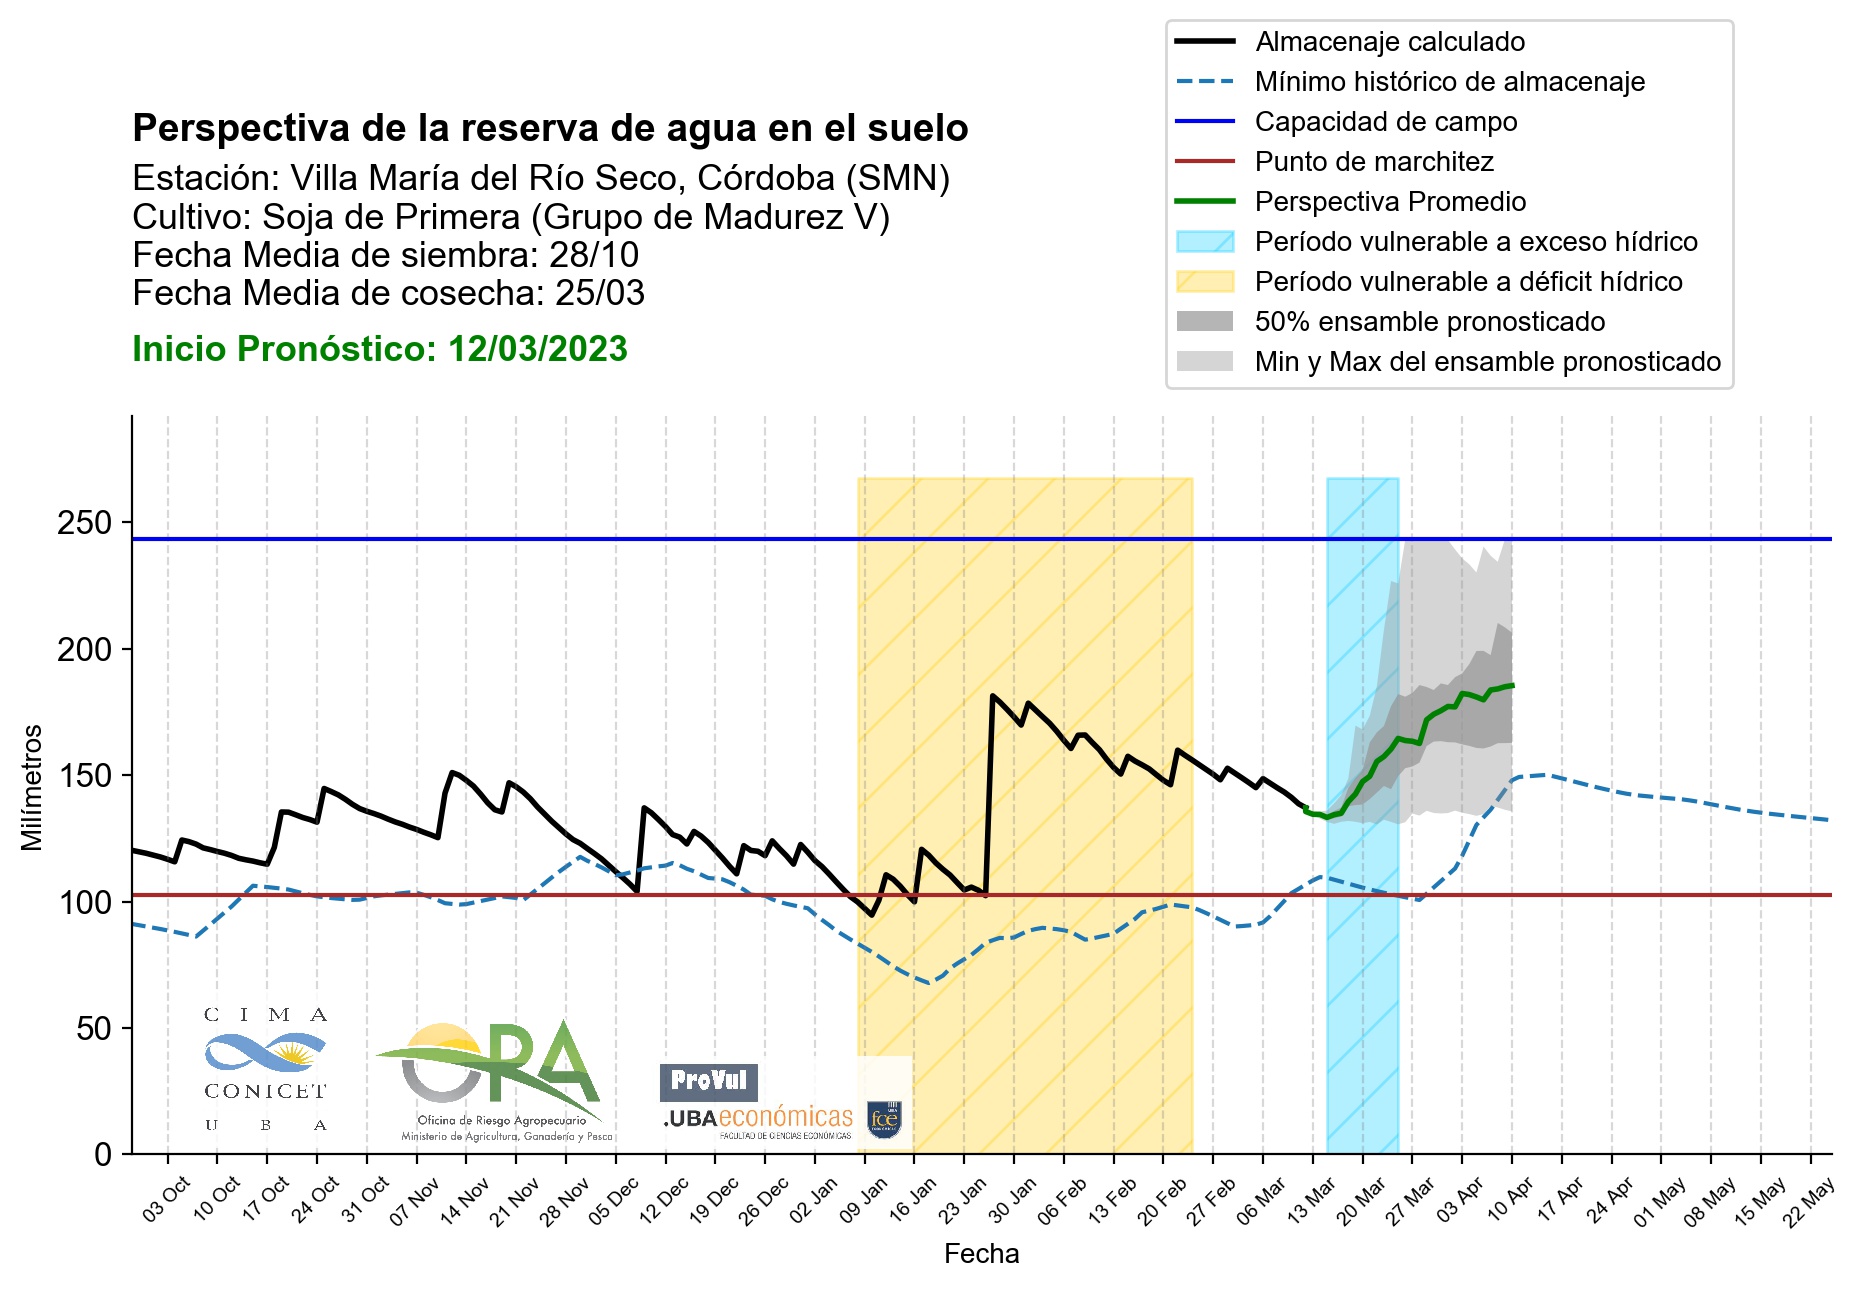 Almacenaje calculado
Mínimo histórico de almacenaje
Capacidad de campo
Punto de marchitez
Perspectiva Promedio
Período vulnerable a exceso hídrico
Período vulnerable a déficit hídrico
50% ensamble pronosticado
Min y Max del ensamble pronosticado
Perspectiva de la reserva de agua en el suelo
Estación: Villa María del Río Seco, Córdoba (SMN)
Cultivo: Soja de Primera (Grupo de Madurez V)
Fecha Media de siembra: 28/10
Fecha Media de cosecha: 25/03
Inicio Pronóstico: 12/03/2023
Milímetros
250
200
150
100
50
0
CIMA
CONICET
UBA
ORA
Oficina de Riesgo Agropecuario
Ministerio de Agricultura, Ganadería y Pesca
ProVul
.UBAeconómicas
FACULTAD DE CIENCIAS ECONÓMICAS
fce
03 Oct
10 Oct
17 Oct
24 Oct
31 Oct
07 Nov
14 Nov
21 Nov
28 Nov
05 Dec
12 Dec
19 Dec
26 Dec
02 Jan
09 Jan
16 Jan
23 Jan
30 Jan
06 Feb
13 Feb
20 Feb
27 Feb
06 Mar
13 Mar
20 Mar
27 Mar
03 Apr
10 Apr
17 Apr
24 Apr
01 May
08 May
15 May
22 May
Fecha